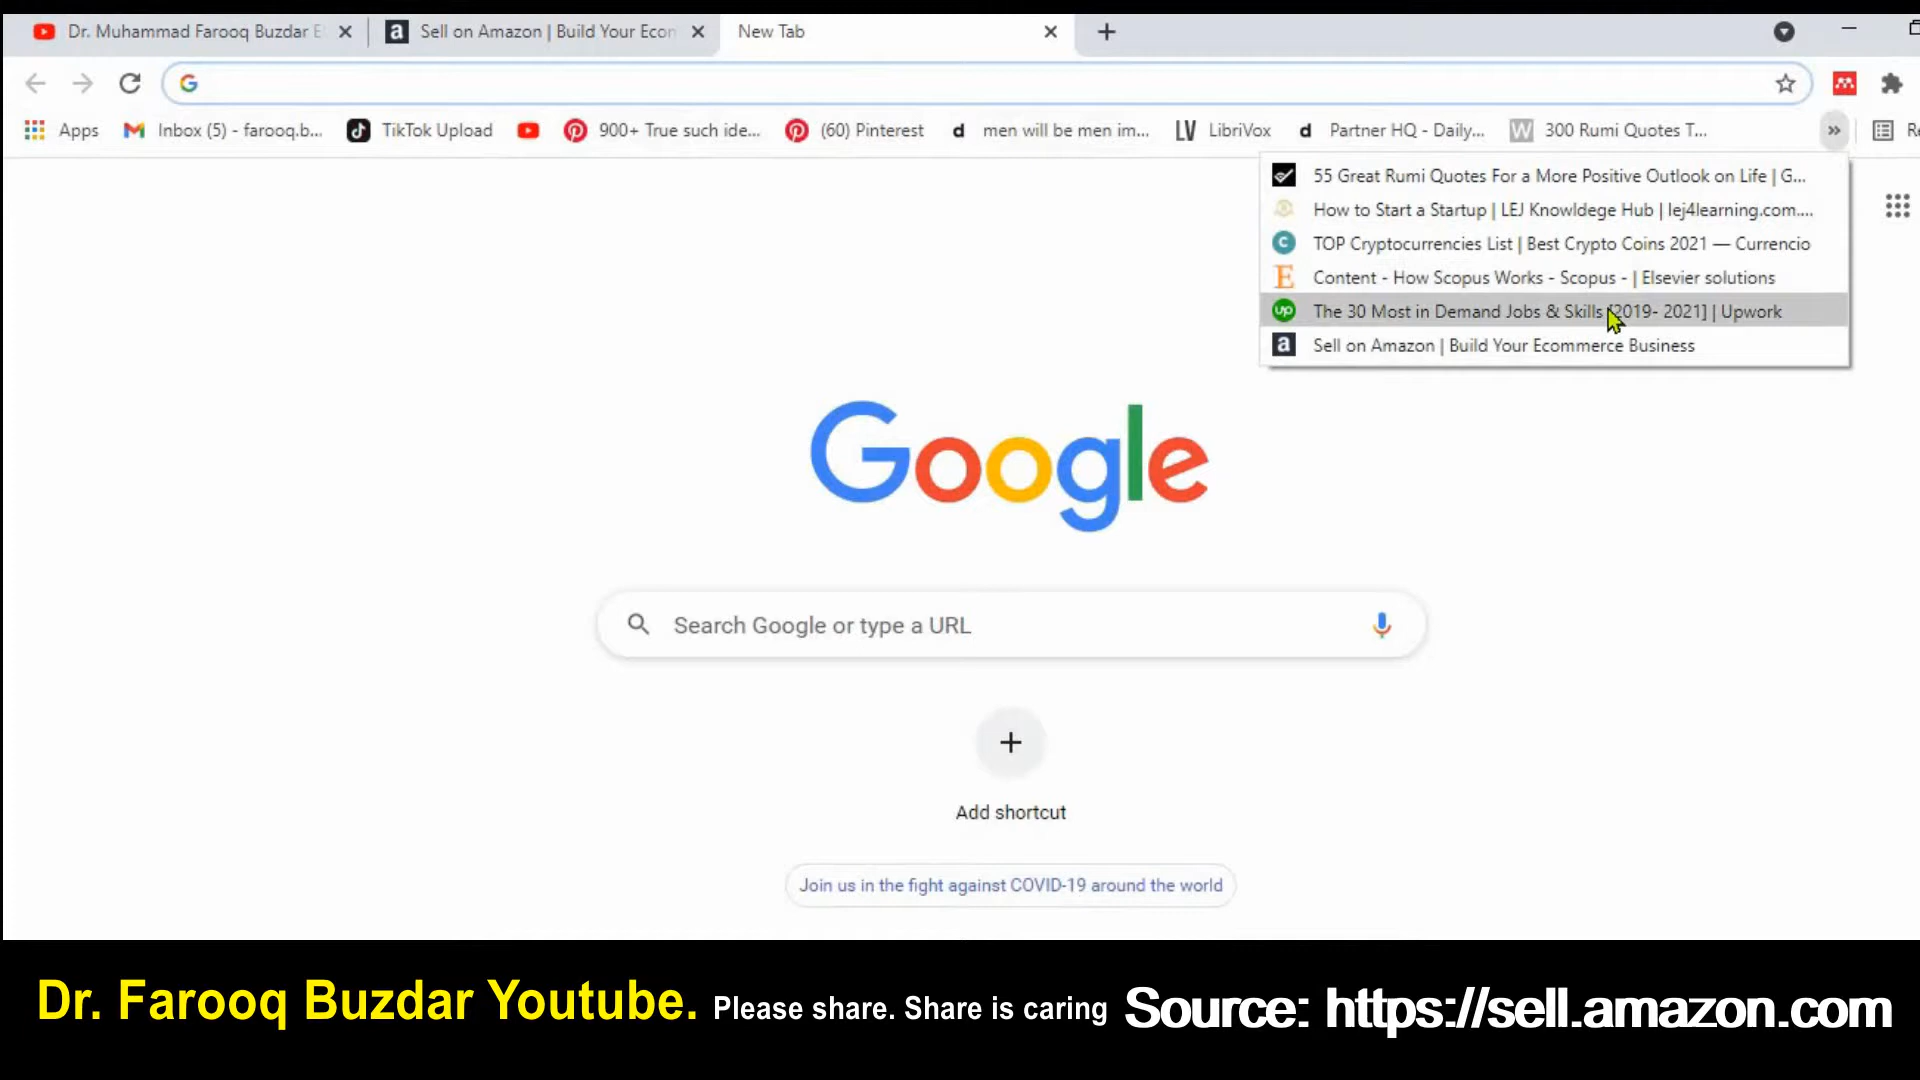 Dr. Muhammad Farooq Buzdar
Sell on Amazon | Build Your Econ
New Tab
Apps
Inbox (5) - farooq.b...
TikTok Upload
900+ True such ide...
(60) Pinterest
men will be men im...
LV LibriVox
Partner HQ - Daily...
300 Rumi Quotes T...
55 Great Rumi Quotes For a More Positive Outlook on Life | G...
How to Start a Startup | LEJ Knowldege Hub | lej4learning.com....
TOP Cryptocurrencies List | Best Crypto Coins 2021 — Currencio
Content - How Scopus Works - Scopus - | Elsevier solutions
The 30 Most in Demand Jobs & Skills [2019- 2021] | Upwork
Sell on Amazon | Build Your Ecommerce Business
Google
Search Google or type a URL
Add shortcut
Join us in the fight against COVID-19 around the world
Dr. Farooq Buzdar Youtube. Please share. Share is caring Source: https://sell.amazon.com